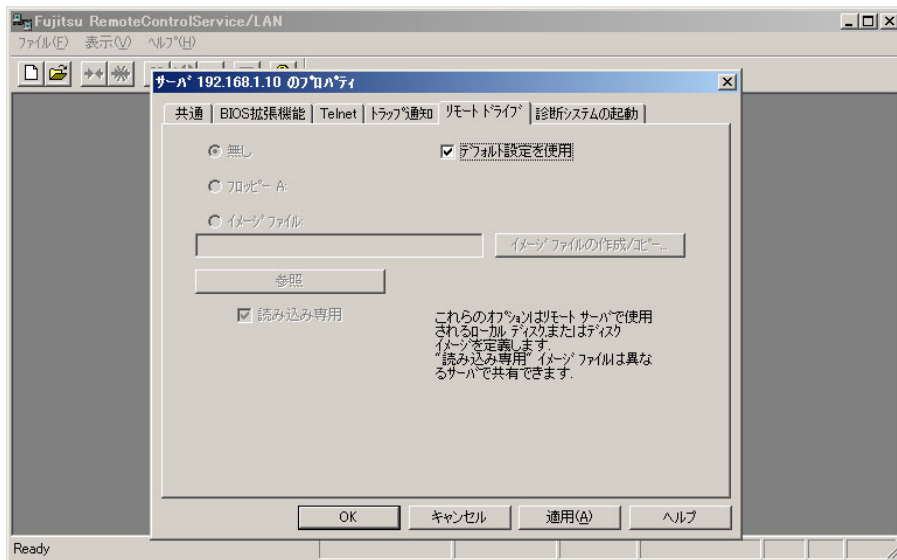 Fujitsu RemoteControlService/LAN
ファイル(F) 表示(V) ヘルプ(H)
サーバ 192.168.1.10 のプロパティ
共通 BIOS拡張機能 Telnet トラップ通知 リモートドライブ 診断システムの起動
無し デフォルト設定を使用
フロッピー A:
イメージファイル:
イメージファイルの作成/コピー...
参照
読み込み専用
これらのオプションはリモート サーバで使用
されるローカル ディスク,またはディスク
イメージを定義します.
"読み込み専用" イメージファイルは異な
るサーバで共有できます.
OK キャンセル 適用(A) ヘルプ
Ready